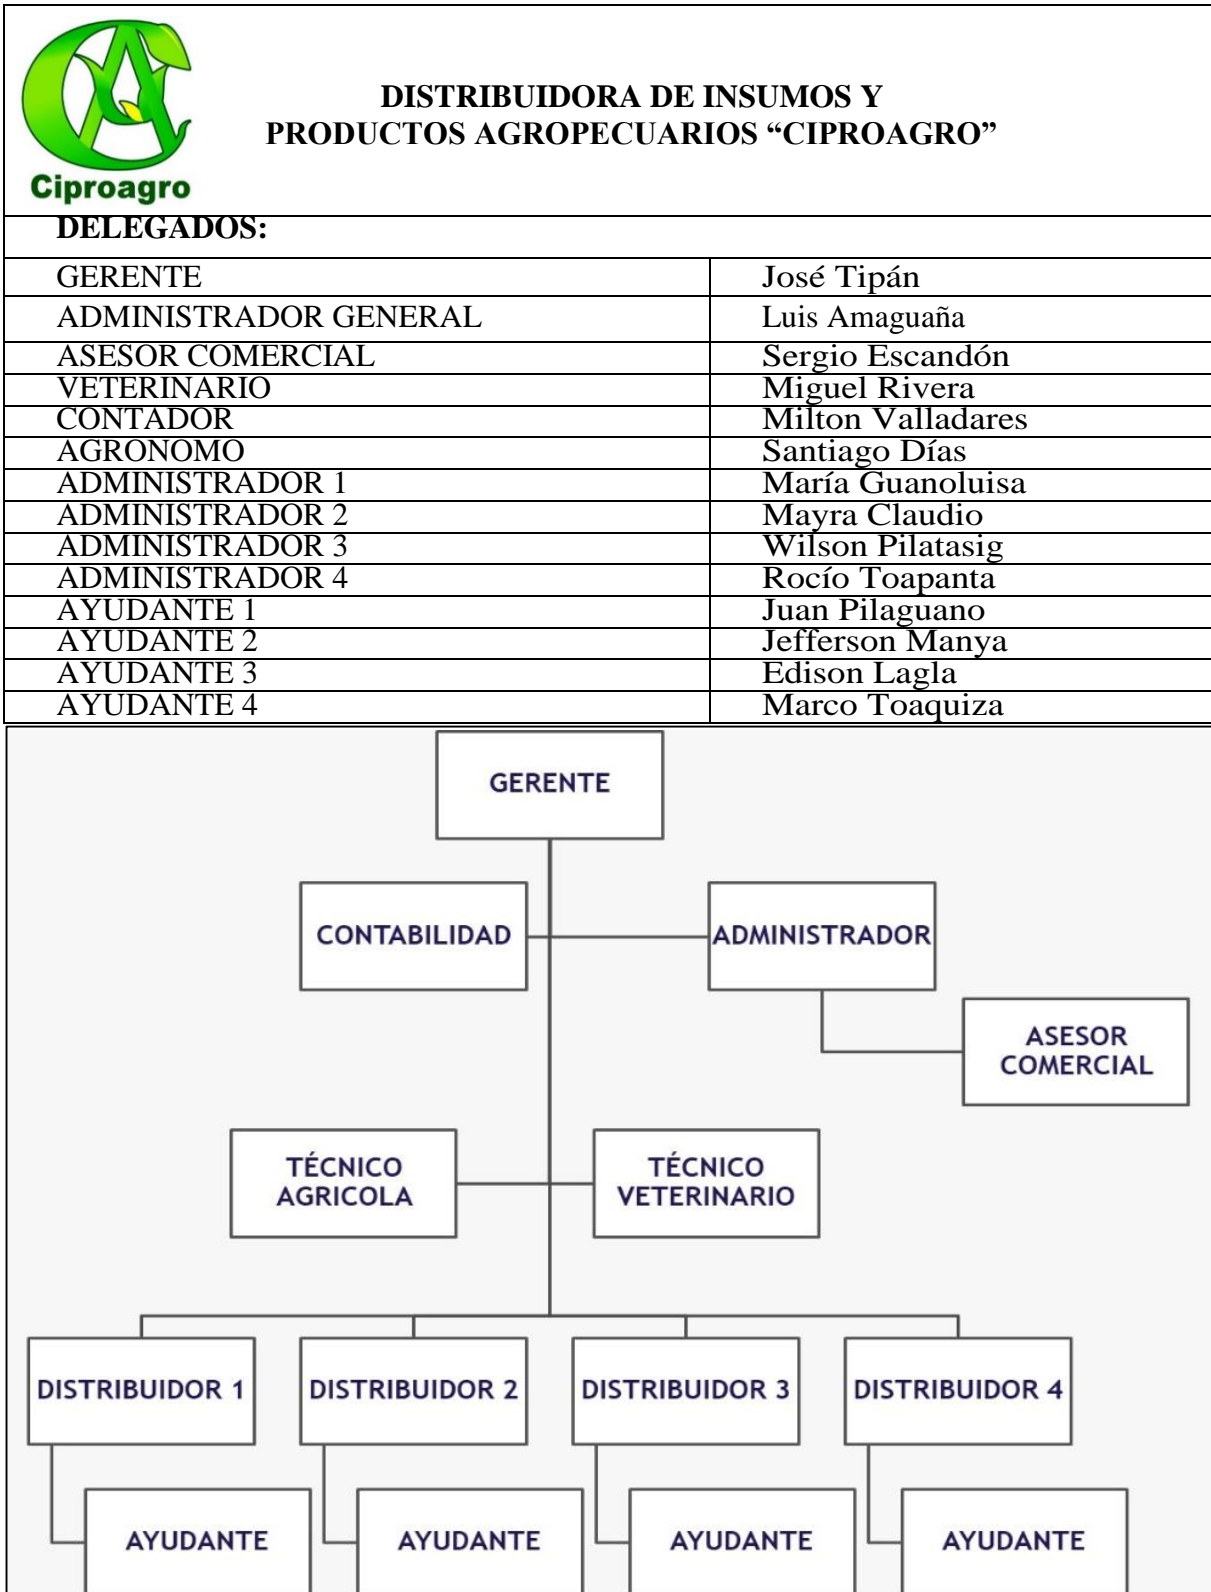 Ciproagro
DISTRIBUIDORA DE INSUMOS Y
PRODUCTOS AGROPECUARIOS “CIPROAGRO”
DELEGADOS:
GERENTE José Tipán
ADMINISTRADOR GENERAL Luis Amaguaña
ASESOR COMERCIAL Sergio Escandón
VETERINARIO Miguel Rivera
CONTADOR Milton Valladares
AGRONOMO Santiago Días
ADMINISTRADOR 1 María Guanoluisa
ADMINISTRADOR 2 Mayra Claudio
ADMINISTRADOR 3 Wilson Pilatasig
ADMINISTRADOR 4 Rocío Toapanta
AYUDANTE 1 Juan Pilaguano
AYUDANTE 2 Jefferson Manya
AYUDANTE 3 Edison Lagla
AYUDANTE 4 Marco Toaquiza
GERENTE
CONTABILIDAD
ADMINISTRADOR
ASESOR
COMERCIAL
TÉCNICO
AGRICOLA
TÉCNICO
VETERINARIO
DISTRIBUIDOR 1
DISTRIBUIDOR 2
DISTRIBUIDOR 3
DISTRIBUIDOR 4
AYUDANTE
AYUDANTE
AYUDANTE
AYUDANTE